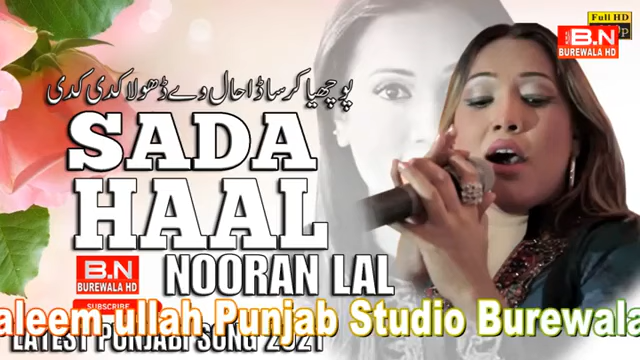 Full HD
B.N
BUREWALA HD
پوچھیا کر ساڈا حال وے ڈھولا کدی کدی
SADA
HAAL
B.N
BUREWALA HD
NOORAN LAL
SUBSCRIBE
aleem ullah Punjab Studio Burewala
LATEST PUNJABI SONG 2021